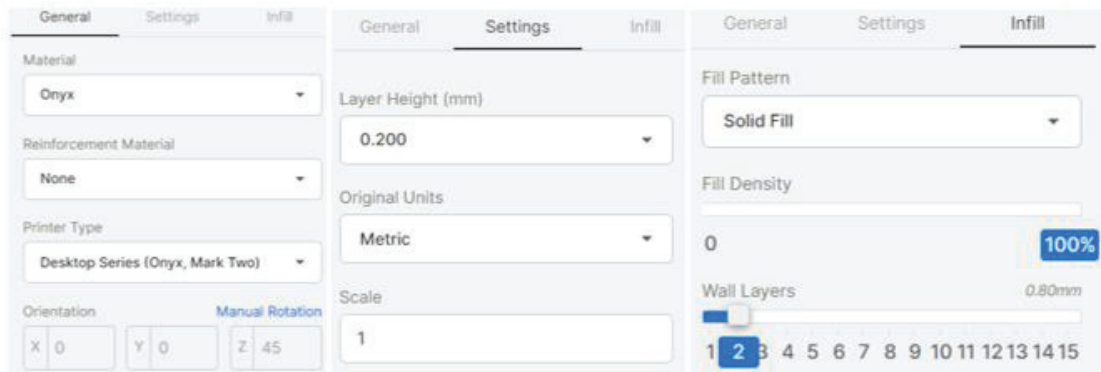 General Settings Infill
Material
Onyx
Reinforcement Material
None
Printer Type
Desktop Series (Onyx, Mark Two)
Orientation Manual Rotation
X 0 Y 0 Z 45
General Settings Infill
Layer Height (mm)
0.200
Original Units
Metric
Scale
1
General Settings Infill
Fill Pattern
Solid Fill
Fill Density
0 100%
Wall Layers 0.80mm
1 2 3 4 5 6 7 8 9 10 11 12 13 14 15